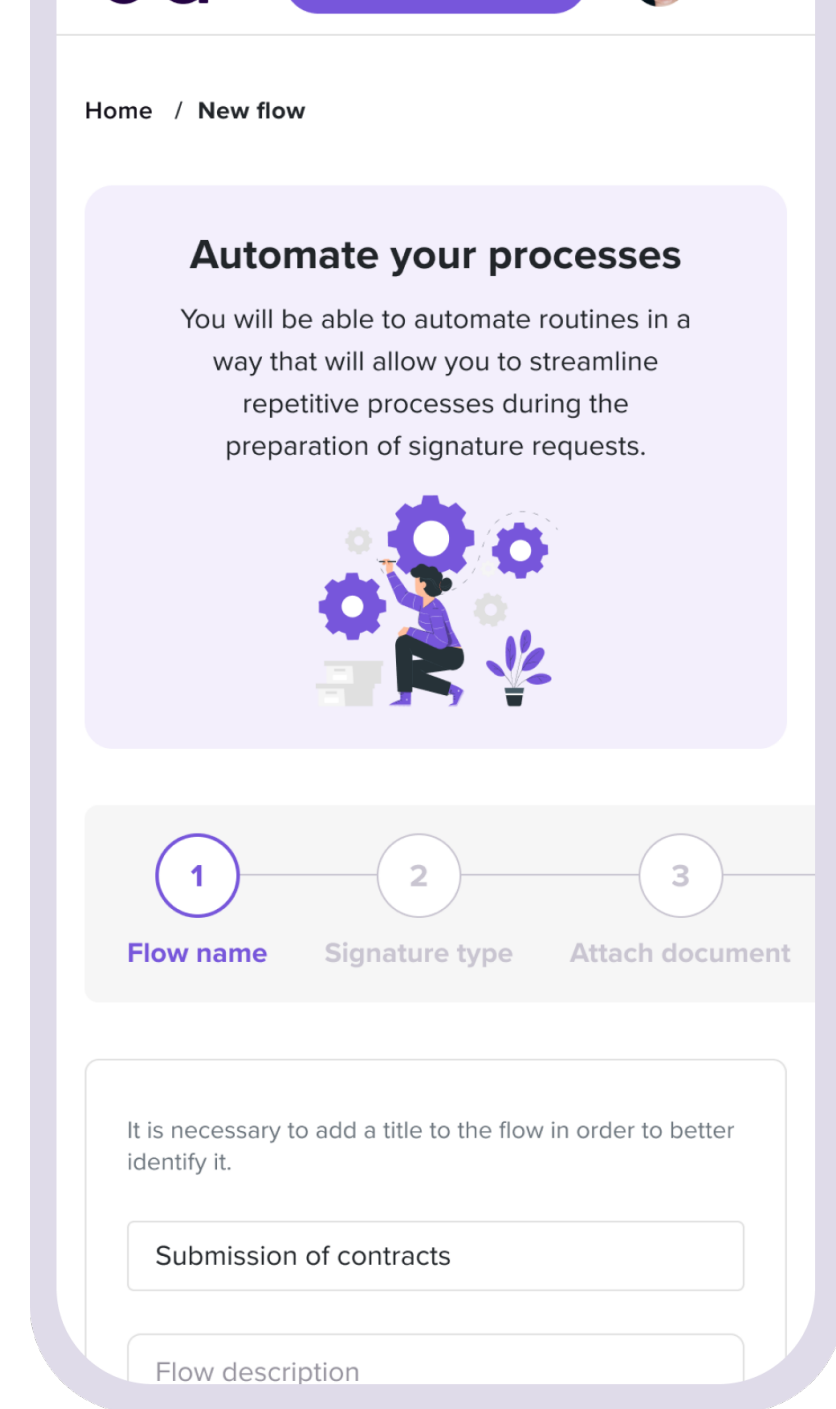 Home / New flow
Automate your processes
You will be able to automate routines in a
way that will allow you to streamline
repetitive processes during the
preparation of signature requests.
1 2 3
Flow name Signature type Attach document
It is necessary to add a title to the flow in order to better
identify it.
Submission of contracts
Flow description